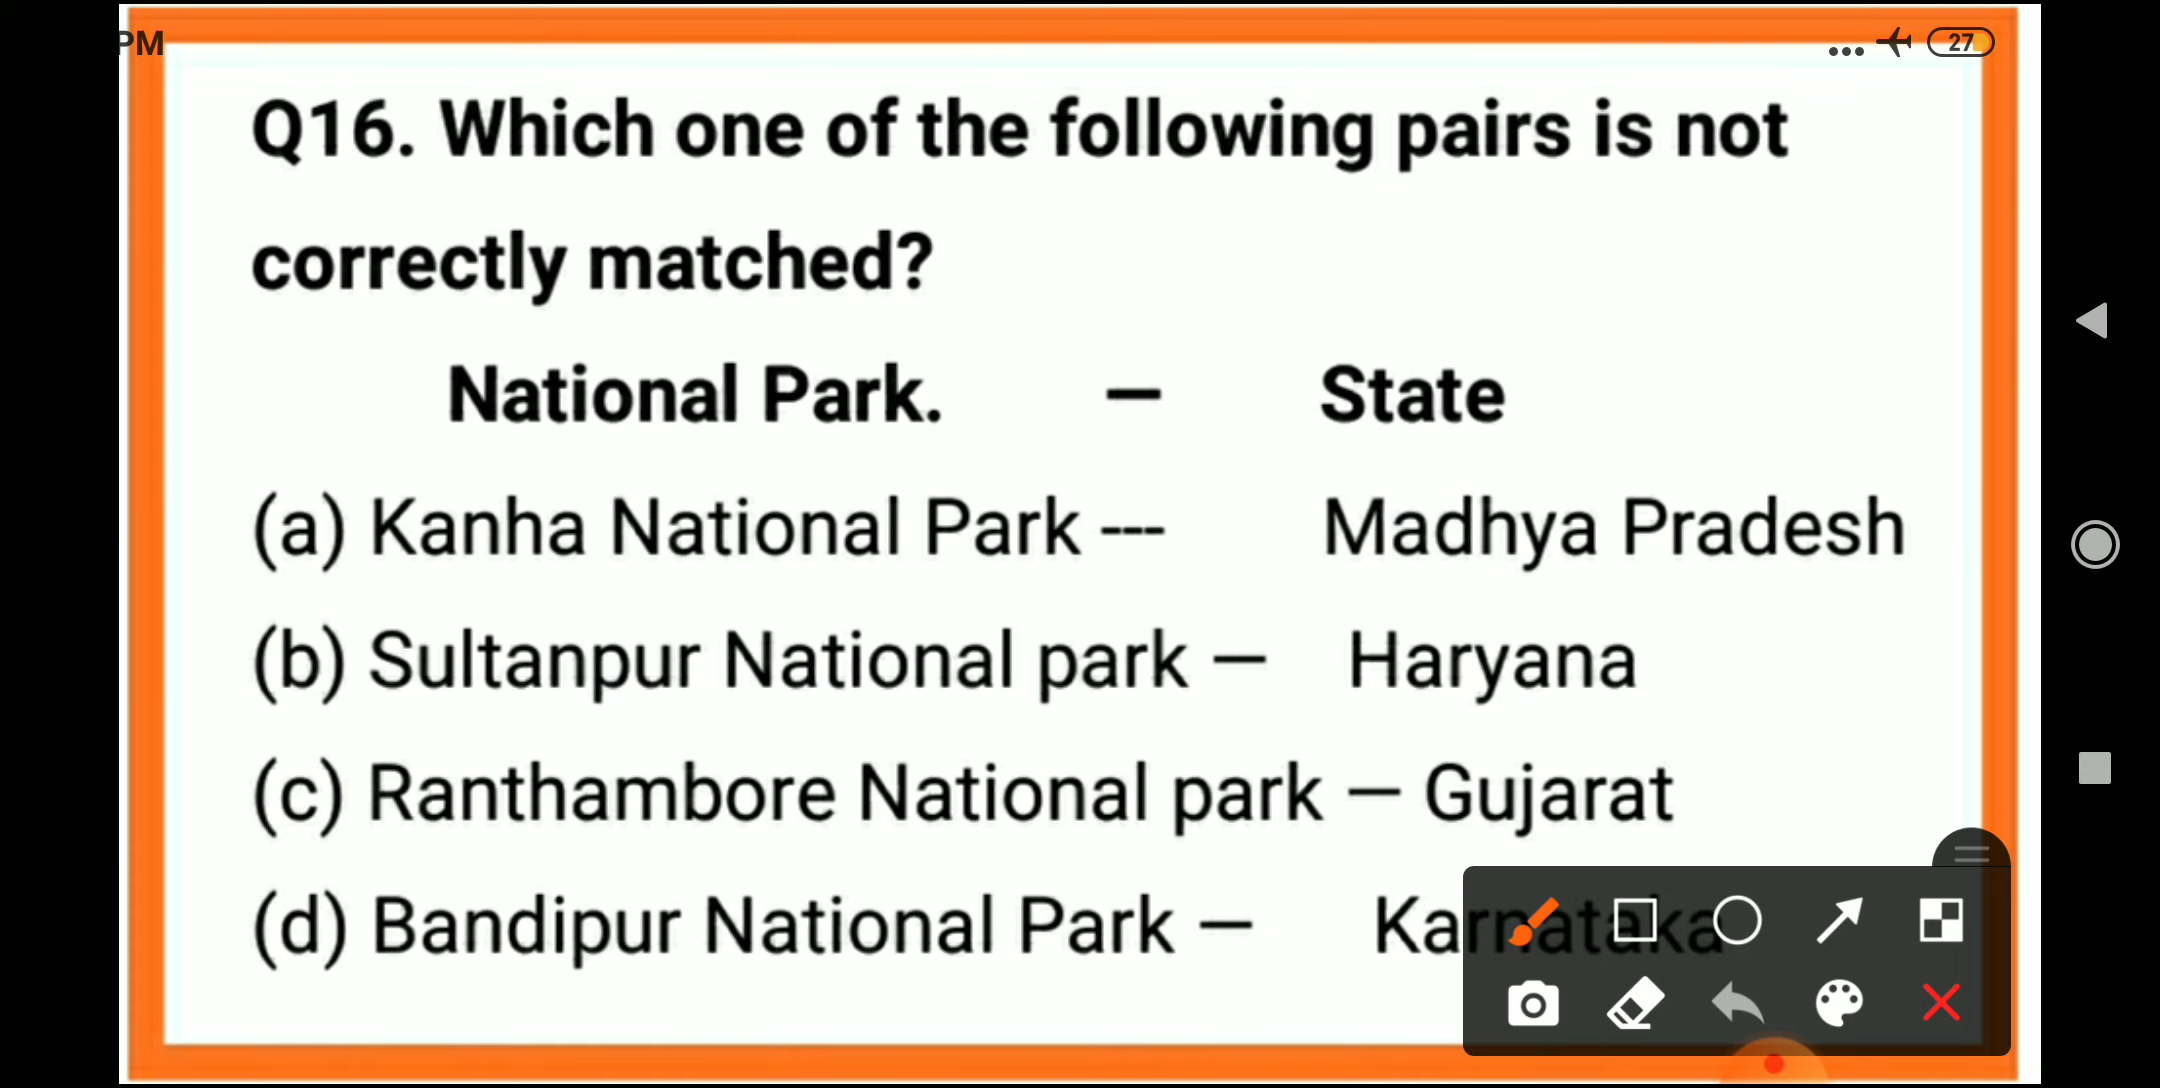 PM
27
Q16. Which one of the following pairs is not
correctly matched?
National Park. — State
(a) Kanha National Park --- Madhya Pradesh
(b) Sultanpur National park — Haryana
(c) Ranthambore National park — Gujarat
(d) Bandipur National Park — Karnataka